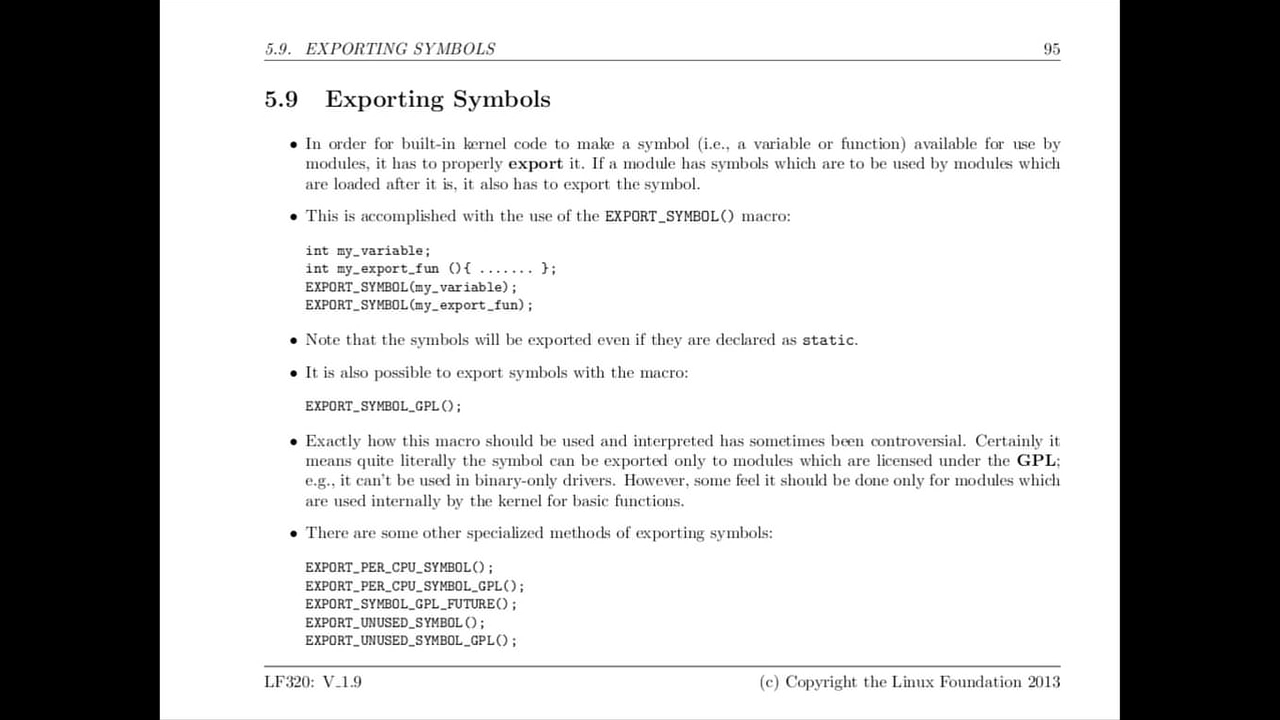 5.9. EXPORTING SYMBOLS 95
5.9 Exporting Symbols
• In order for built-in kernel code to make a symbol (i.e., a variable or function) available for use by
modules, it has to properly export it. If a module has symbols which are to be used by modules which
are loaded after it is, it also has to export the symbol.
• This is accomplished with the use of the EXPORT_SYMBOL() macro:
int my_variable;
int my_export_fun (){ ....... };
EXPORT_SYMBOL(my_variable);
EXPORT_SYMBOL(my_export_fun);
• Note that the symbols will be exported even if they are declared as static.
• It is also possible to export symbols with the macro:
EXPORT_SYMBOL_GPL();
• Exactly how this macro should be used and interpreted has sometimes been controversial. Certainly it
means quite literally the symbol can be exported only to modules which are licensed under the GPL;
e.g., it can't be used in binary-only drivers. However, some feel it should be done only for modules which
are used internally by the kernel for basic functions.
• There are some other specialized methods of exporting symbols:
EXPORT_PER_CPU_SYMBOL();
EXPORT_PER_CPU_SYMBOL_GPL();
EXPORT_SYMBOL_GPL_FUTURE();
EXPORT_UNUSED_SYMBOL();
EXPORT_UNUSED_SYMBOL_GPL();
LF320: V_1.9 (c) Copyright the Linux Foundation 2013